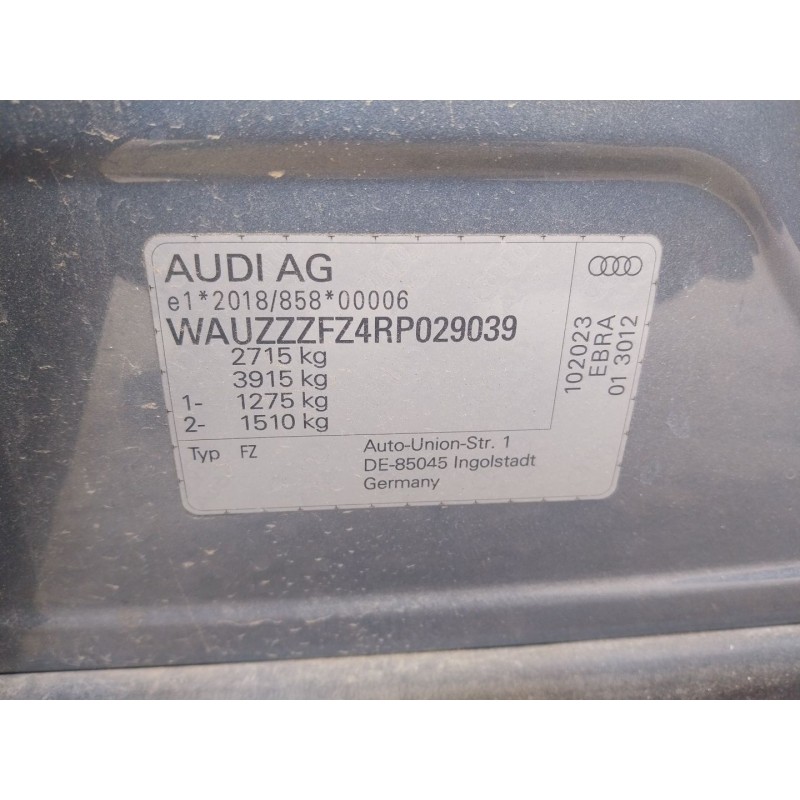 AUDI AG
e1*2018/858*00006
WAUZZZFZ4RP029039
2715 kg
3915 kg
1- 1275 kg
2- 1510 kg
Typ FZ
Auto-Union-Str. 1
DE-85045 Ingolstadt
Germany
102023
EBRA
01 3012